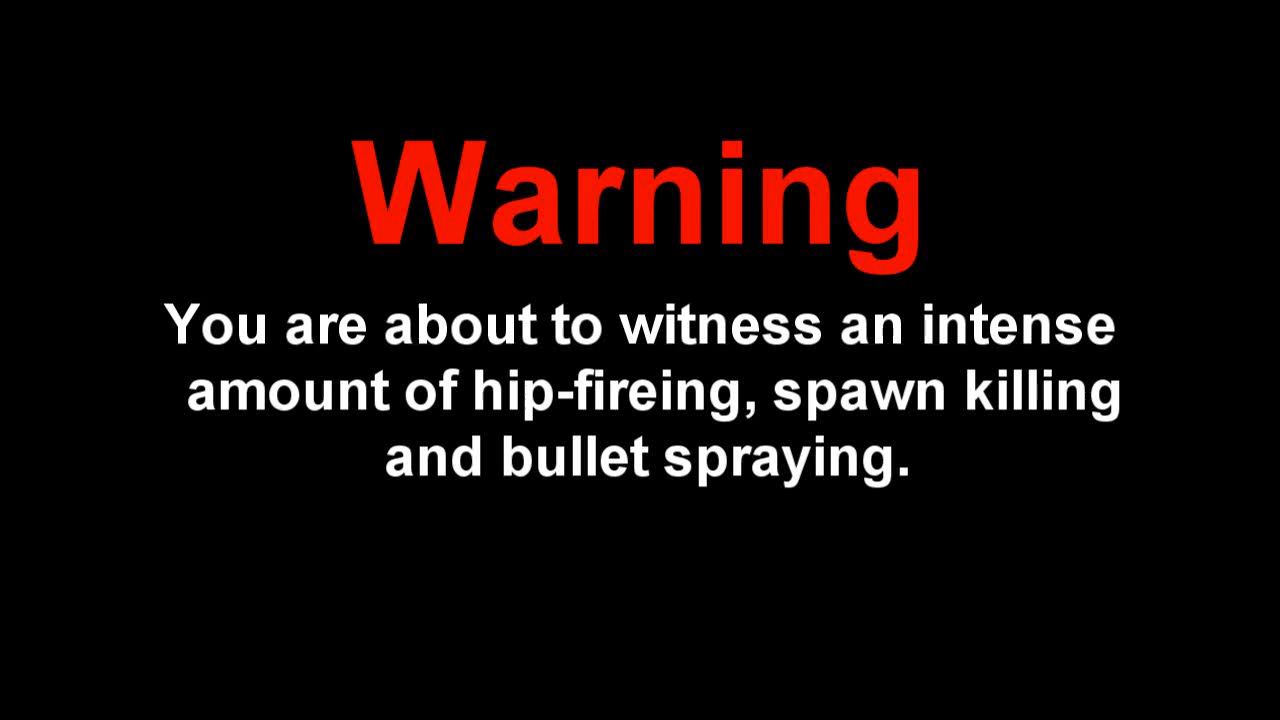 Warning
You are about to witness an intense
amount of hip-fireing, spawn killing
and bullet spraying.